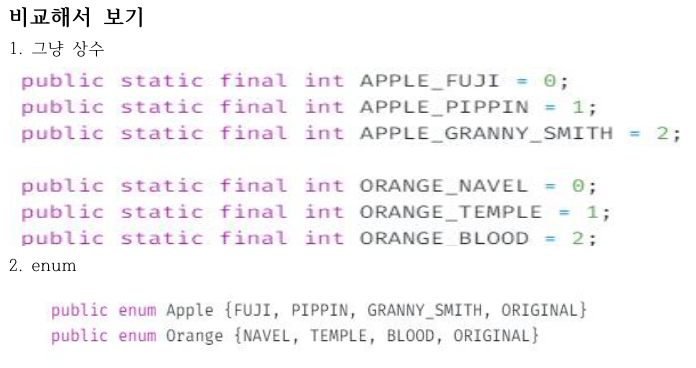 비교해서 보기
1. 그냥 상수
public static final int APPLE_FUJI = 0;
public static final int APPLE_PIPPIN = 1;
public static final int APPLE_GRANNY_SMITH = 2;
public static final int ORANGE_NAVEL = 0;
public static final int ORANGE_TEMPLE = 1;
public static final int ORANGE_BLOOD = 2;
2. enum
public enum Apple {FUJI, PIPPIN, GRANNY_SMITH, ORIGINAL}
public enum Orange {NAVEL, TEMPLE, BLOOD, ORIGINAL}